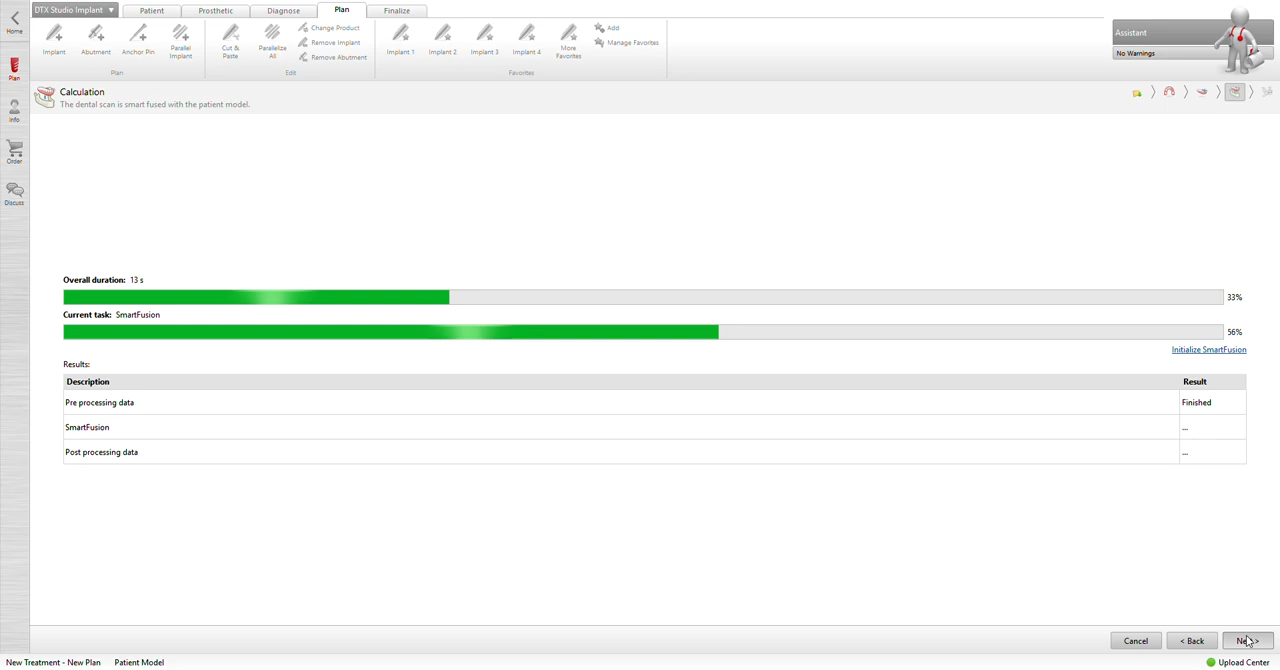 DTX Studio Implant ▼ Patient Prosthetic Diagnose Plan Finalize
Home
Implant Abutment Anchor Pin Parallel Implant
Plan
Cut & Paste Parallelize All
Change Product
Remove Implant
Remove Abutment
Edit
Implant 1 Implant 2 Implant 3 Implant 4 More Favorites
Add
Manage Favorites
Favorites
Assistant
No Warnings
Plan
Info
Order
Discuss
Calculation
The dental scan is smart fused with the patient model.
Overall duration: 13 s
33%
Current task: SmartFusion
56%
Initialize SmartFusion
Results:
Description Result
Pre processing data Finished
SmartFusion ...
Post processing data ...
Cancel < Back
New Treatment - New Plan Patient Model Upload Center